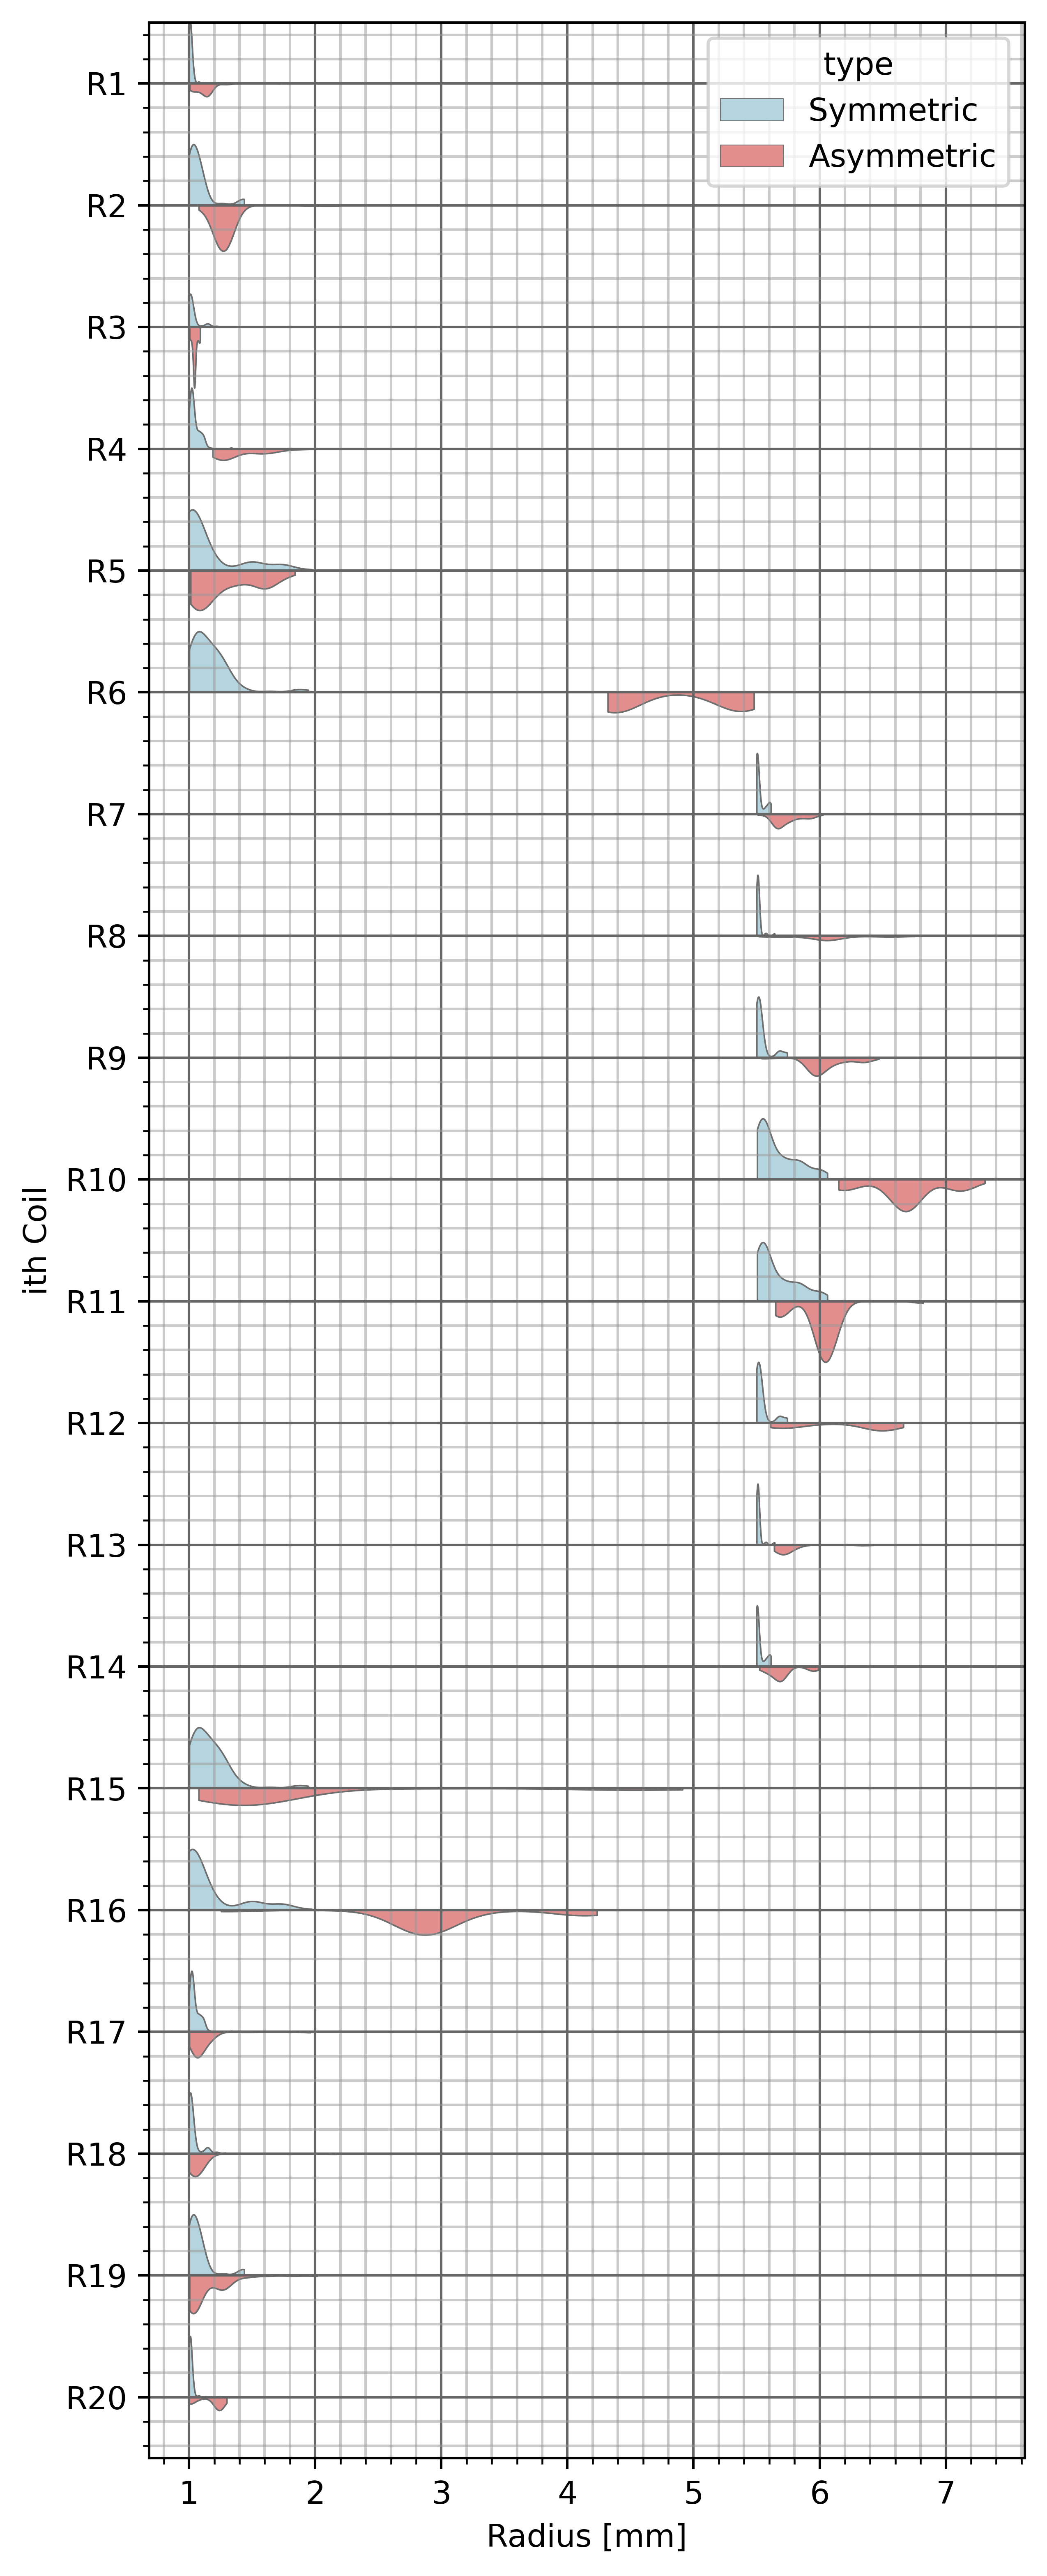 type
Symmetric
Asymmetric
R1
R2
R3
R4
R5
R6
R7
R8
R9
R10
R11
R12
R13
R14
R15
R16
R17
R18
R19
R20
ith Coil
1 2 3 4 5 6 7
Radius [mm]